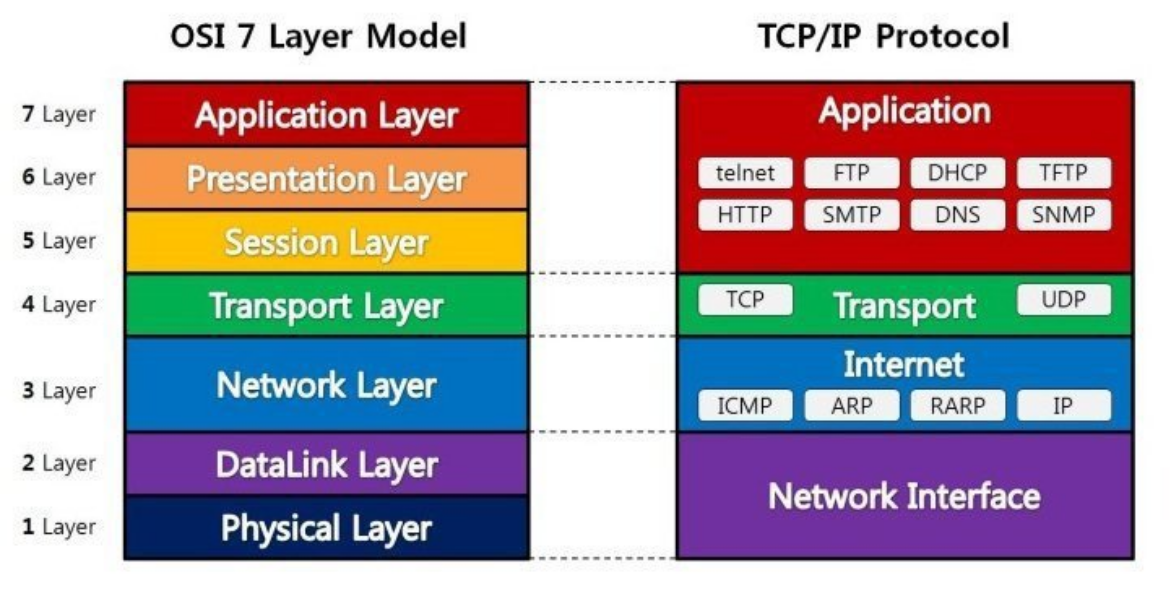 OSI 7 Layer Model
TCP/IP Protocol
7 Layer
Application Layer
6 Layer
Presentation Layer
5 Layer
Session Layer
4 Layer
Transport Layer
3 Layer
Network Layer
2 Layer
DataLink Layer
1 Layer
Physical Layer
Application
telnet FTP DHCP TFTP
HTTP SMTP DNS SNMP
TCP Transport UDP
Internet
ICMP ARP RARP IP
Network Interface